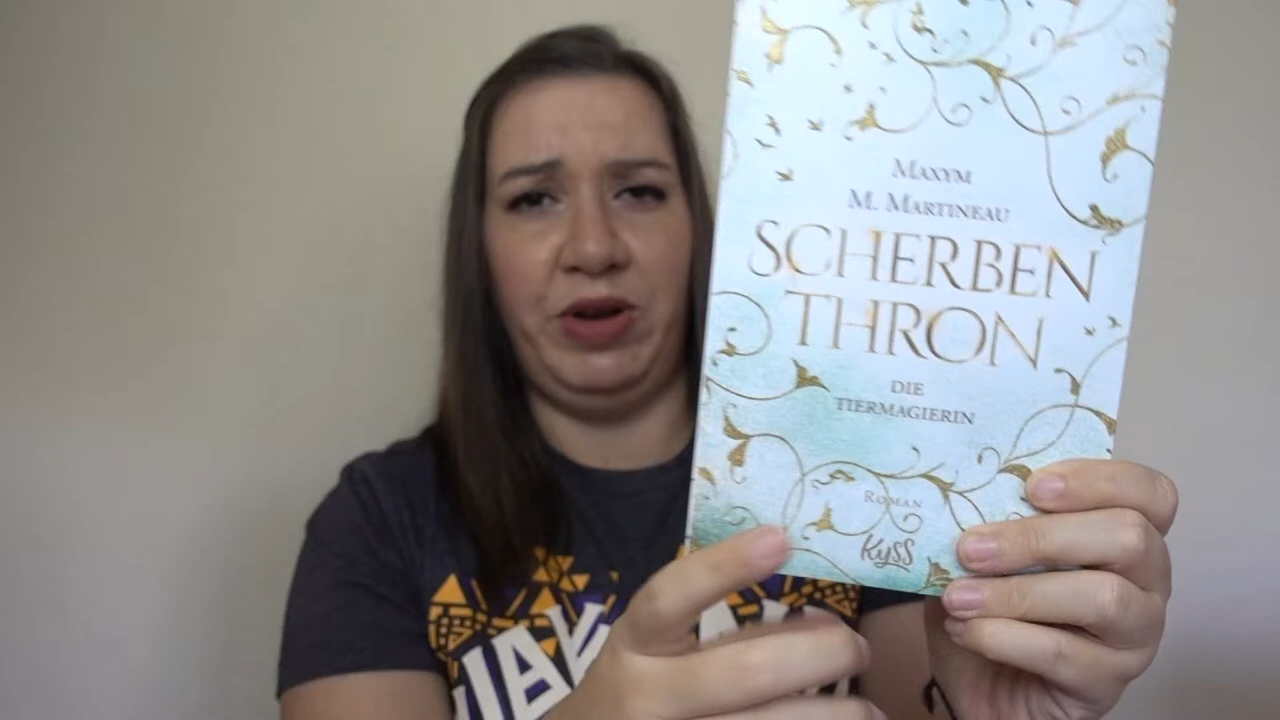 MAXYM
M. MARTINEAU
SCHERBEN
THRON
DIE
TIERMAGIERIN
ROMAN
KYSS